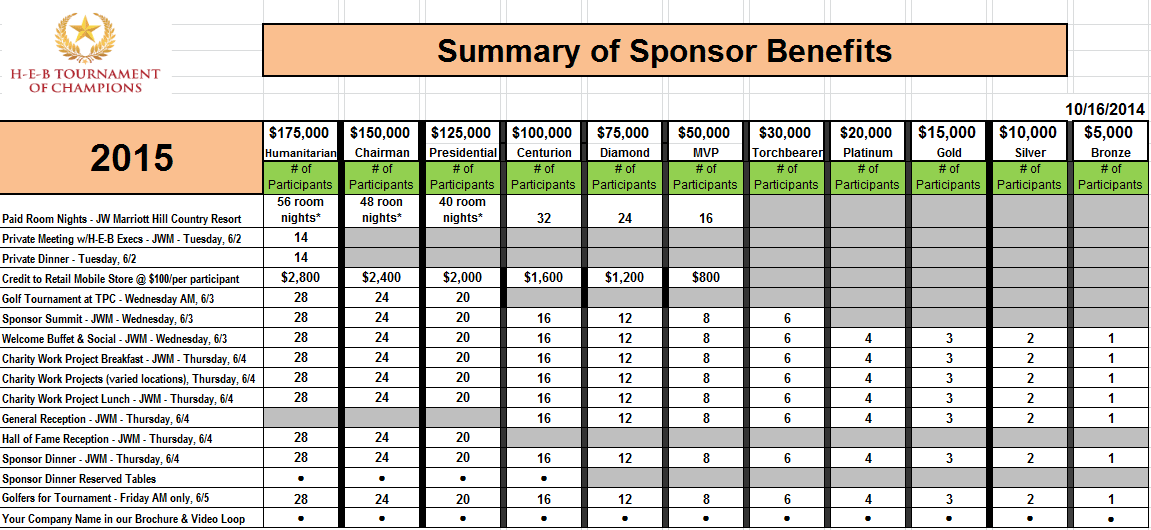 H-E-B TOURNAMENT
OF CHAMPIONS
Summary of Sponsor Benefits
10/16/2014
2015
$175,000 $150,000 $125,000 $100,000 $75,000 $50,000 $30,000 $20,000 $15,000 $10,000 $5,000
Humanitarian Chairman Presidential Centurion Diamond MVP Torchbearer Platinum Gold Silver Bronze
# of # of # of # of # of # of # of # of # of # of # of
Participants Participants Participants Participants Participants Participants Participants Participants Participants Participants Participants
56 room 48 roon 40 room
Paid Room Nights - JW Marriott Hill Country Resort nights* nights* nights* 32 24 16
Private Meeting w/H-E-B Execs - JWM - Tuesday, 6/2 14
Private Dinner - Tuesday, 6/2 14
Credit to Retail Mobile Store @ $100/per participant $2,800 $2,400 $2,000 $1,600 $1,200 $800
Golf Tournament at TPC - Wednesday AM, 6/3 28 24 20
Sponsor Summit - JWM - Wednesday, 6/3 28 24 20 16 12 8 6
Welcome Buffet & Social - JWM - Wednesday, 6/3 28 24 20 16 12 8 6 4 3 2 1
Charity Work Project Breakfast - JWM - Thursday, 6/4 28 24 20 16 12 8 6 4 3 2 1
Charity Work Projects (varied locations), Thursday, 6/4 28 24 20 16 12 8 6 4 3 2 1
Charity Work Project Lunch - JWM - Thursday, 6/4 28 24 20 16 12 8 6 4 3 2 1
General Reception - JWM - Thursday, 6/4 16 12 8 6 4 3 2 1
Hall of Fame Reception - JWM - Thursday, 6/4 28 24 20
Sponsor Dinner - JWM - Thursday, 6/4 28 24 20 16 12 8 6 4 3 2 1
Sponsor Dinner Reserved Tables • • • •
Golfers for Tournament - Friday AM only, 6/5 28 24 20 16 12 8 6 4 3 2 1
Your Company Name in our Brochure & Video Loop • • • • • • • • • • •